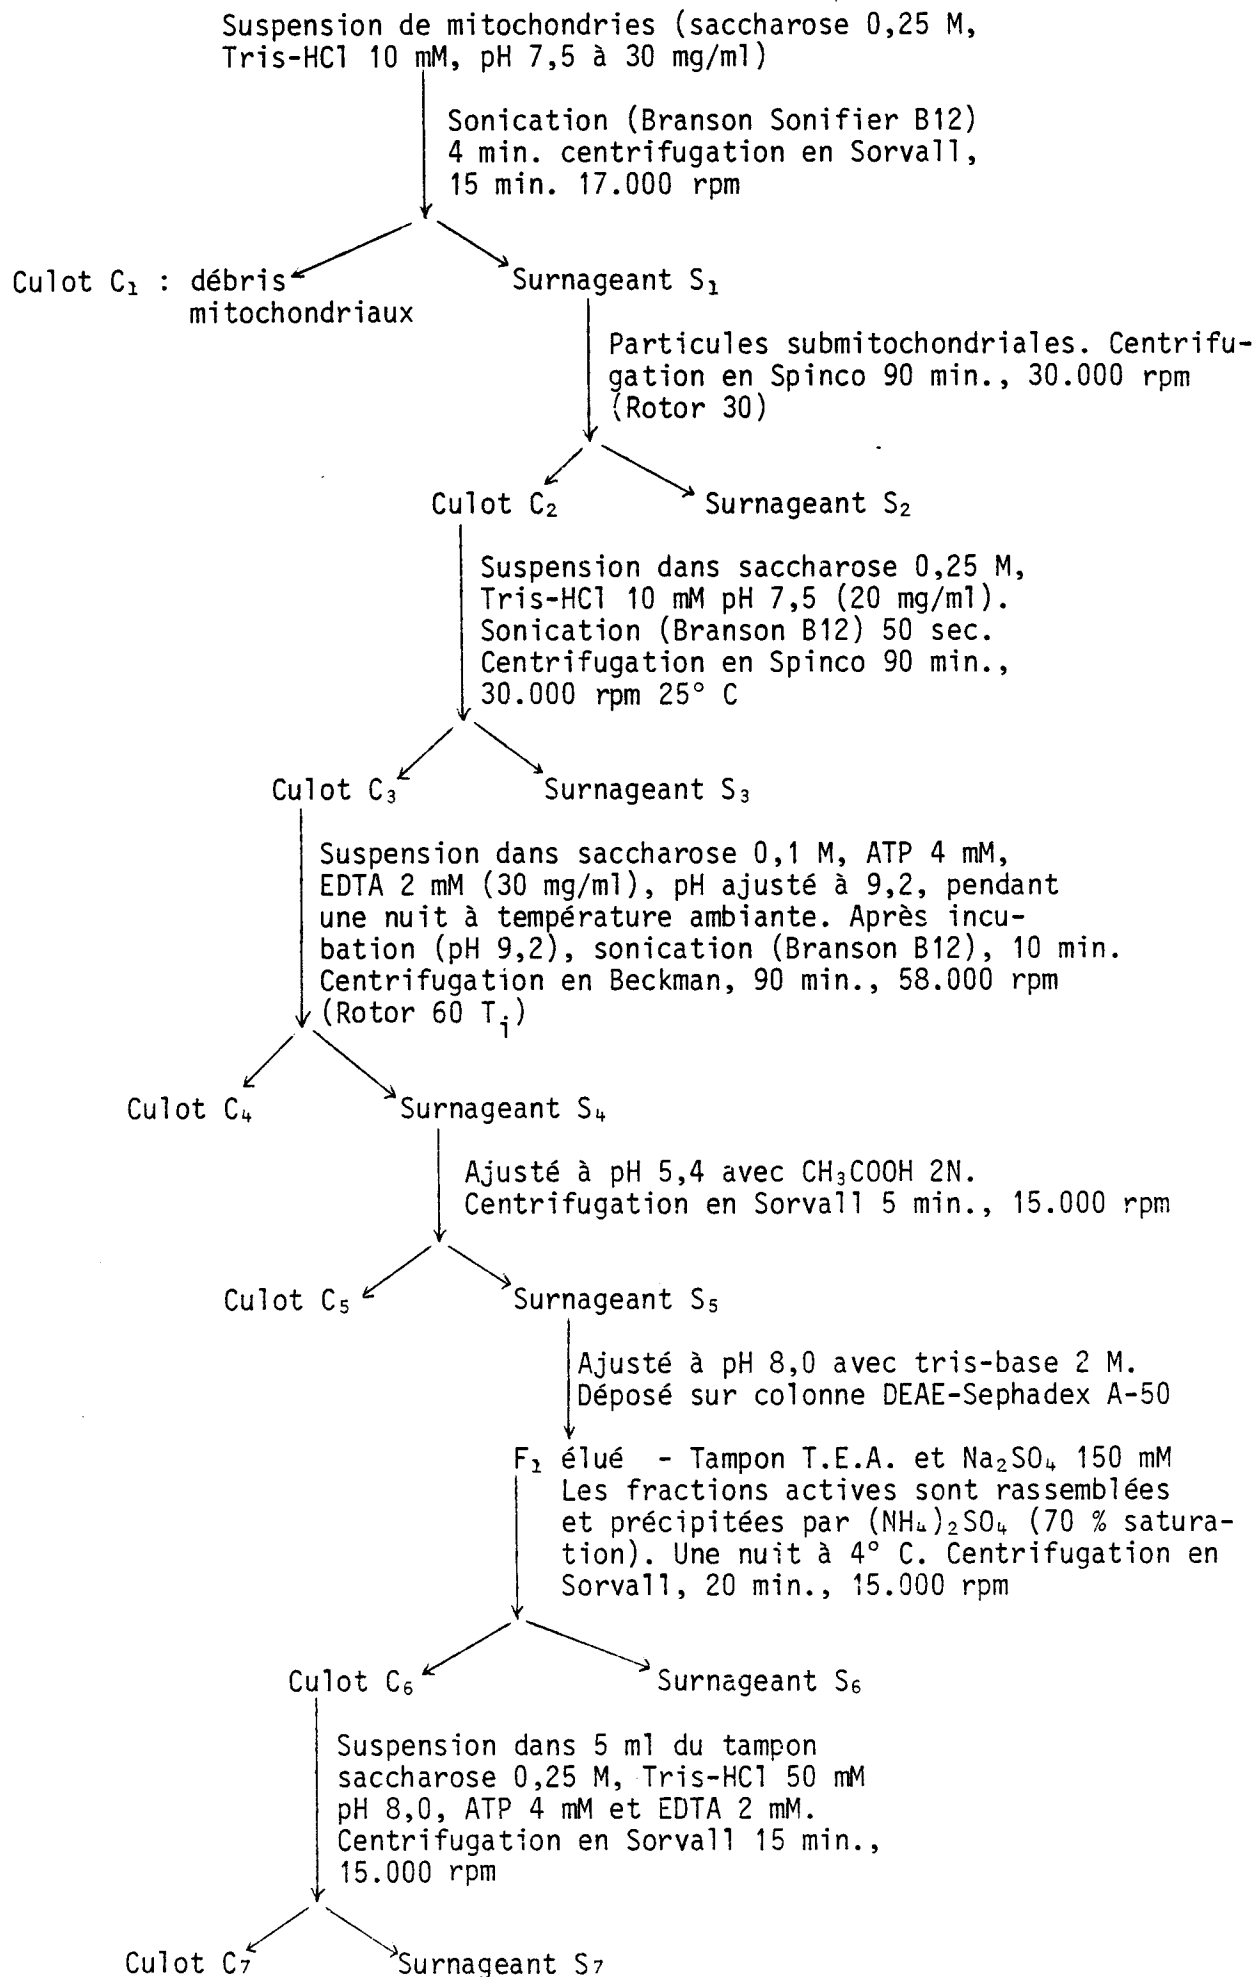 Suspension de mitochondries (saccharose 0,25 M,
Tris-HCl 10 mM, pH 7,5 à 30 mg/ml)
Sonication (Branson Sonifier B12)
4 min. centrifugation en Sorvall,
15 min. 17.000 rpm
Culot C₁ : débris
mitochondriaux
Surnageant S₁
Particules submitochondriales. Centrifu-
gation en Spinco 90 min., 30.000 rpm
(Rotor 30)
Culot C₂
Surnageant S₂
Suspension dans saccharose 0,25 M,
Tris-HCl 10 mM pH 7,5 (20 mg/ml).
Sonication (Branson B12) 50 sec.
Centrifugation en Spinco 90 min.,
30.000 rpm 25° C
Culot C₃
Surnageant S₃
Suspension dans saccharose 0,1 M, ATP 4 mM,
EDTA 2 mM (30 mg/ml), pH ajusté à 9,2, pendant
une nuit à température ambiante. Après incu-
bation (pH 9,2), sonication (Branson B12), 10 min.
Centrifugation en Beckman, 90 min., 58.000 rpm
(Rotor 60 Tᵢ)
Culot C₄
Surnageant S₄
Ajusté à pH 5,4 avec CH₃COOH 2N.
Centrifugation en Sorvall 5 min., 15.000 rpm
Culot C₅
Surnageant S₅
Ajusté à pH 8,0 avec tris-base 2 M.
Déposé sur colonne DEAE-Sephadex A-50
F₁ élué - Tampon T.E.A. et Na₂SO₄ 150 mM
Les fractions actives sont rassemblées
et précipitées par (NH₄)₂SO₄ (70 % satura-
tion). Une nuit à 4° C. Centrifugation en
Sorvall, 20 min., 15.000 rpm
Culot C₆
Surnageant S₆
Suspension dans 5 ml du tampon
saccharose 0,25 M, Tris-HCl 50 mM
pH 8,0, ATP 4 mM et EDTA 2 mM.
Centrifugation en Sorvall 15 min.,
15.000 rpm
Culot C₇
Surnageant S₇